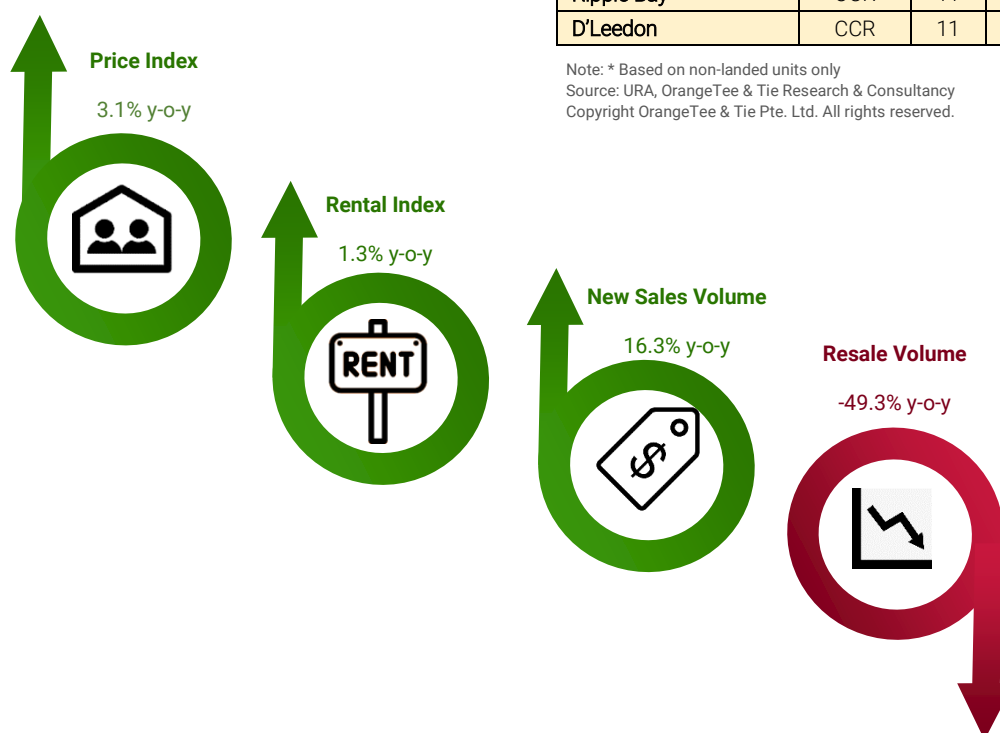 D’Leedon CCR 11
Note: * Based on non-landed units only
Source: URA, OrangeTee & Tie Research & Consultancy
Copyright OrangeTee & Tie Pte. Ltd. All rights reserved.
Price Index
3.1% y-o-y
Rental Index
1.3% y-o-y
RENT
New Sales Volume
16.3% y-o-y
$
Resale Volume
-49.3% y-o-y